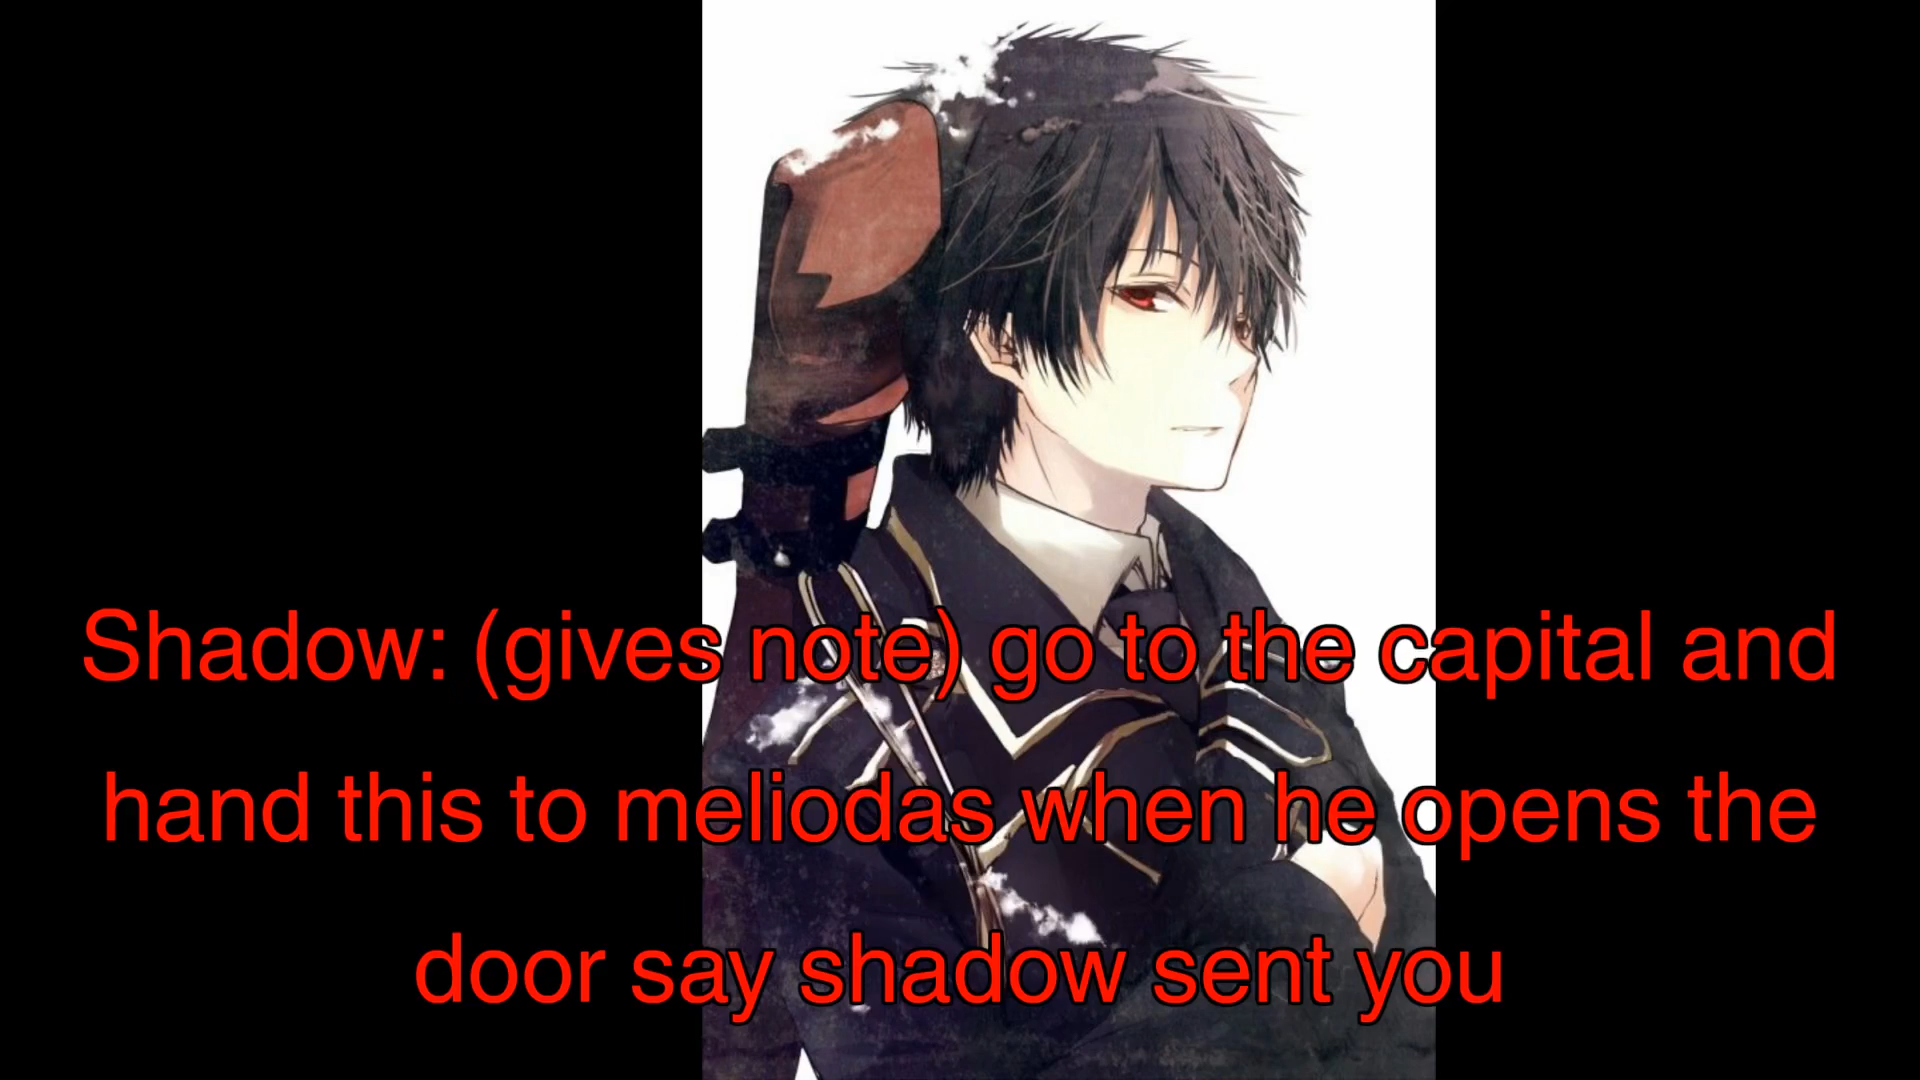 Shadow: (gives note) go to the capital and
hand this to meliodas when he opens the
door say shadow sent you